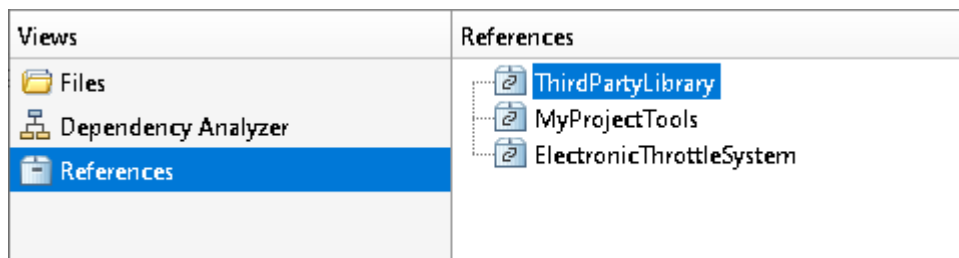 Views
Files
Dependency Analyzer
References
References
ThirdPartyLibrary
MyProjectTools
ElectronicThrottleSystem